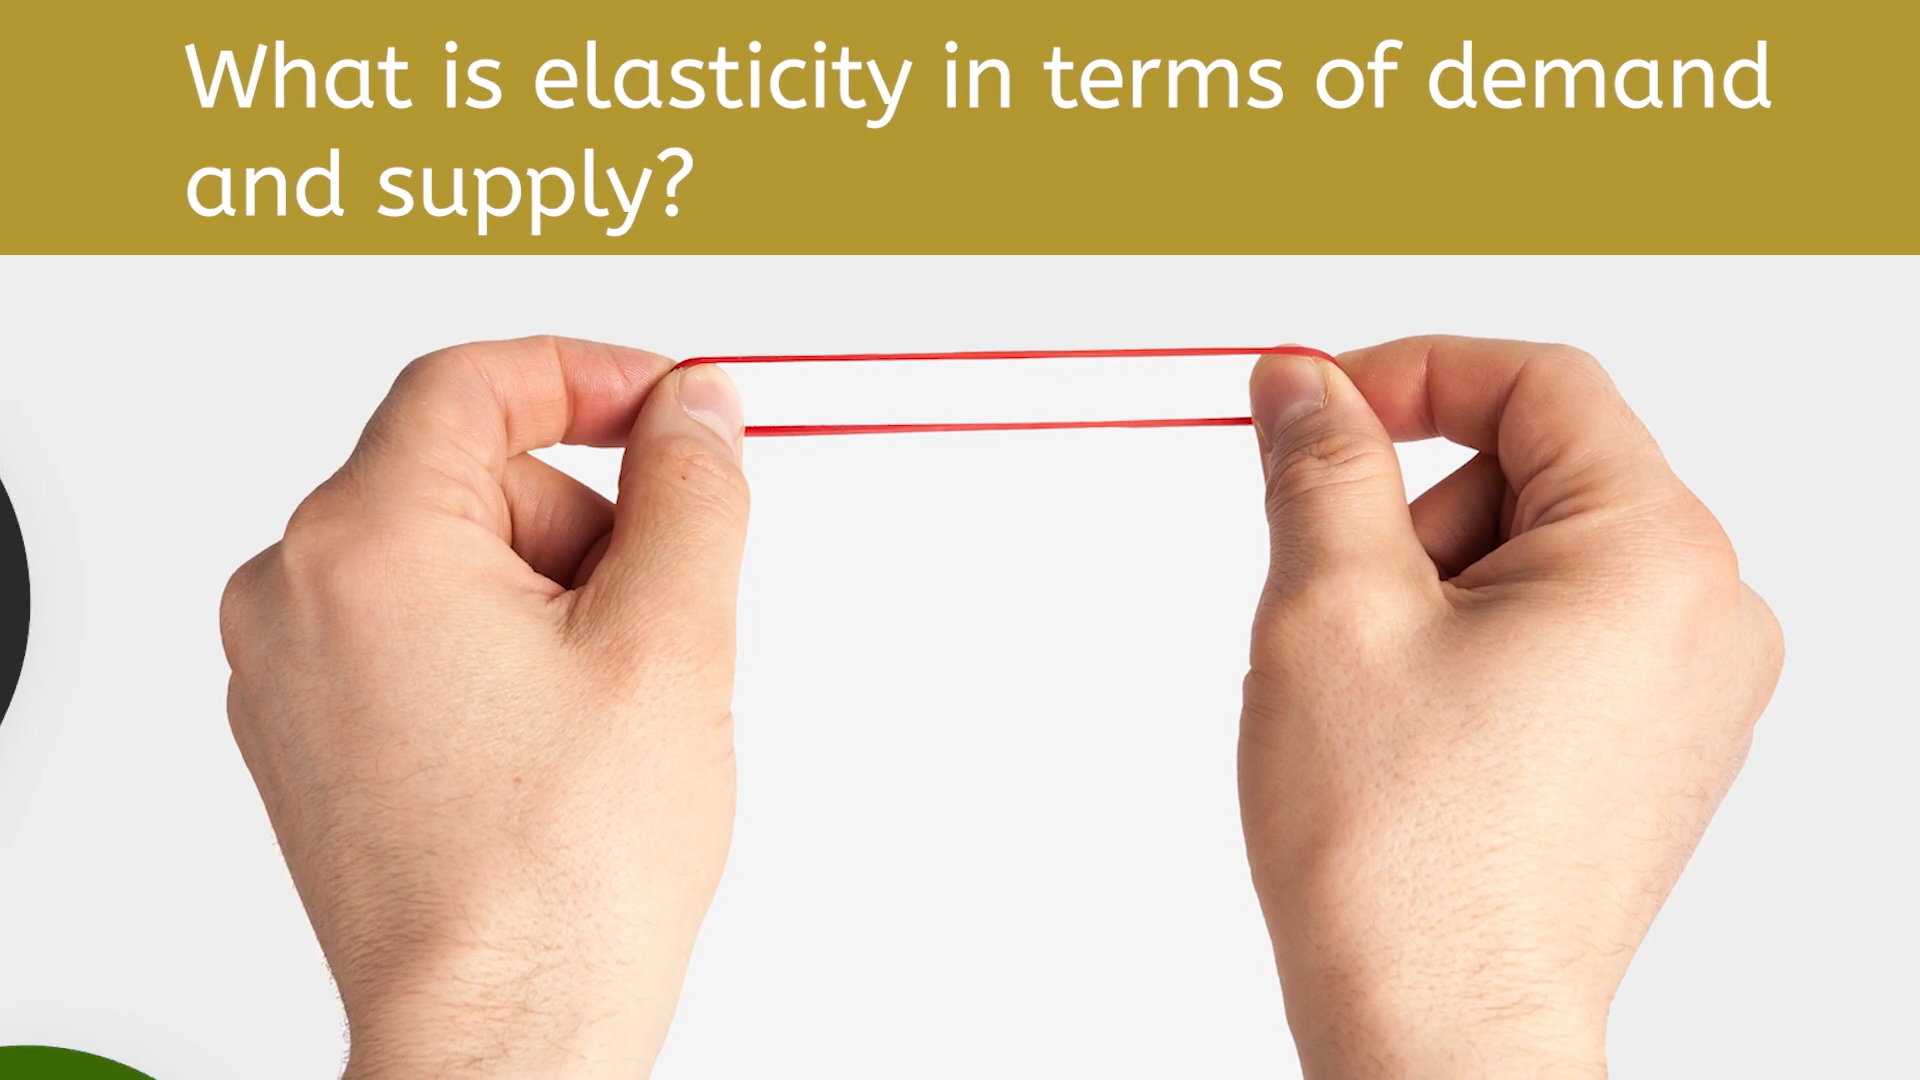 What is elasticity in terms of demand
and supply?